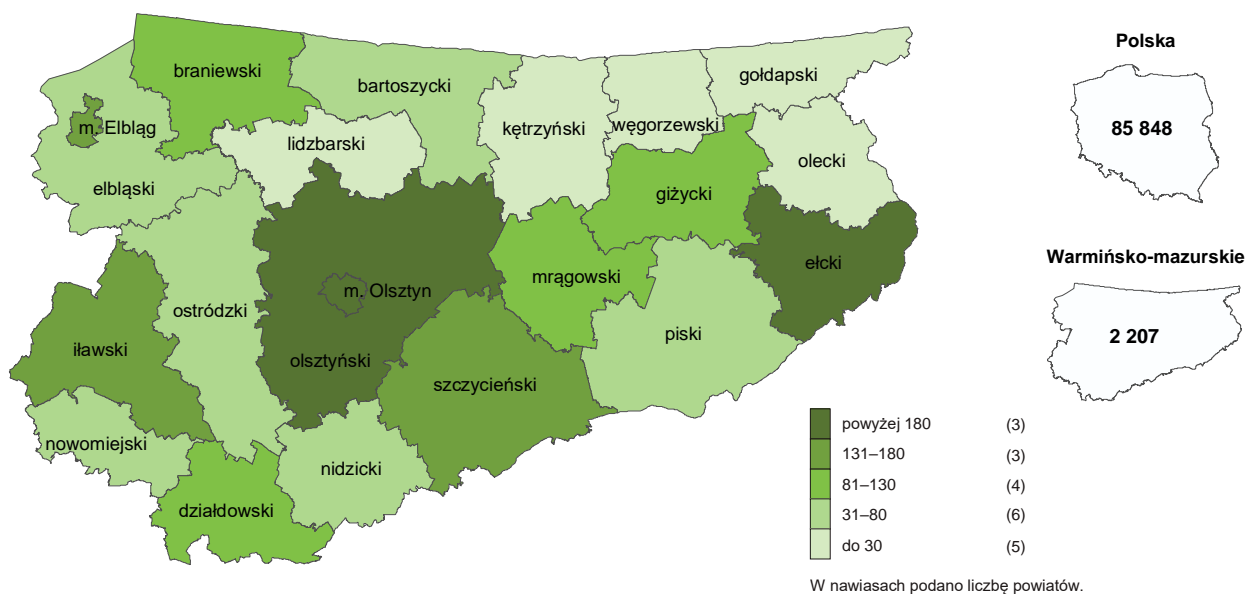 braniewski
bartoszycki
gołdapski
m. Elbląg
kętrzyński
węgorzewski
lidzbarski
olecki
elbląski
giżycki
ełcki
mrągowski
m. Olsztyn
ostródzki
piski
iławski
olsztyński
szczycieński
nowomiejski
nidzicki
działdowski
Polska
85 848
Warmińsko-mazurskie
2 207
powyżej 180 (3)
131–180 (3)
81–130 (4)
31–80 (6)
do 30 (5)
W nawiasach podano liczbę powiatów.